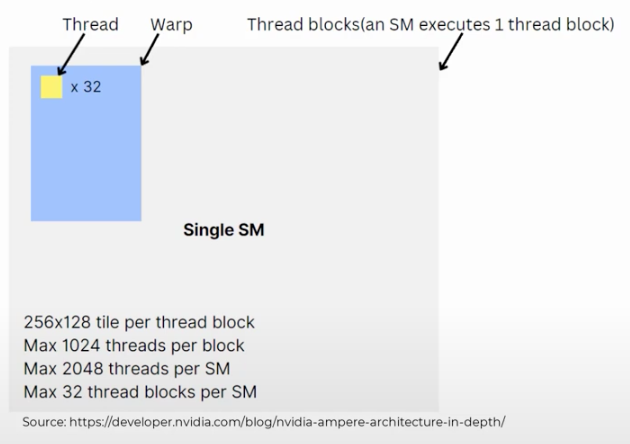 Thread Warp Thread blocks(an SM executes 1 thread block)
x 32
Single SM
256x128 tile per thread block
Max 1024 threads per block
Max 2048 threads per SM
Max 32 thread blocks per SM
Source: https://developer.nvidia.com/blog/nvidia-ampere-architecture-in-depth/